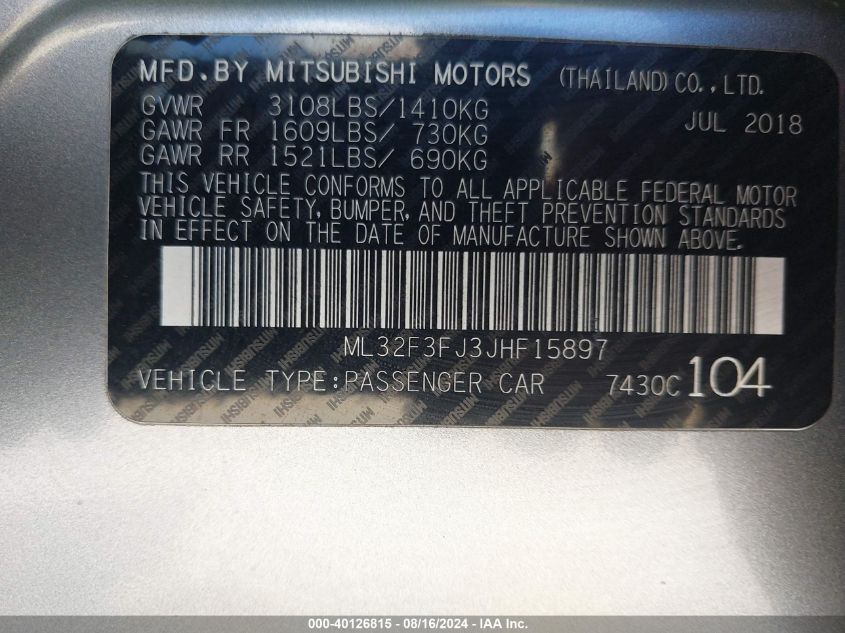 MFD.BY MITSUBISHI MOTORS (THAILAND) CO.,LTD.
GVWR 3108LBS/1410KG JUL 2018
GAWR FR 1609LBS/ 730KG
GAWR RR 1521LBS/ 690KG
THIS VEHICLE CONFORMS TO ALL APPLICABLE FEDERAL MOTOR
VEHICLE SAFETY, BUMPER, AND THEFT PREVENTION STANDARDS
IN EFFECT ON THE DATE OF MANUFACTURE SHOWN ABOVE.
ML32F3FJ3JHF15897
VEHICLE TYPE:PASSENGER CAR 7430C 104
000-40126815 - 08/16/2024 - IAA Inc.